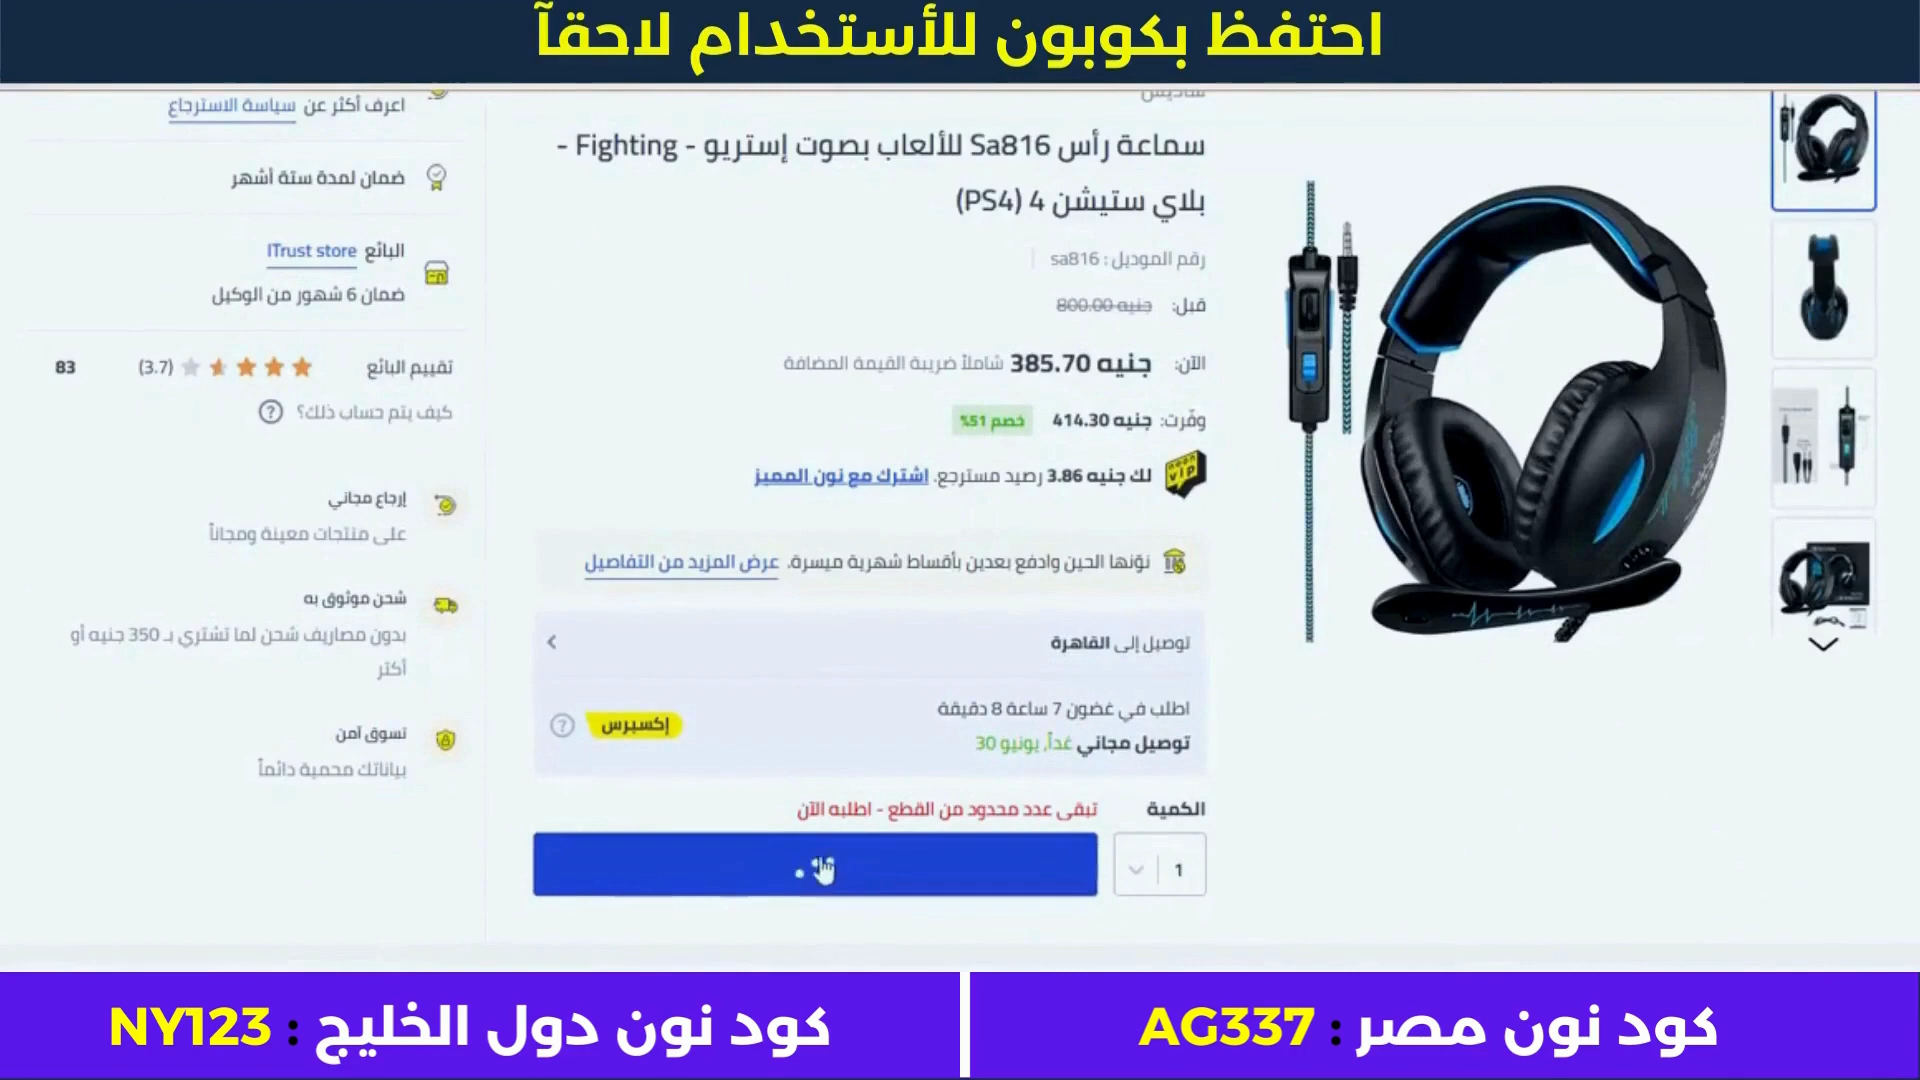 احتفظ بكوبون للأستخدام لاحقآ
ساديس
سماعة رأس Sa816 للألعاب بصوت إستريو - Fighting -
بلاي ستيشن 4 (PS4)
رقم الموديل : sa816
قبل: جنيه 800.00
الآن: جنيه 385.70 شاملاً ضريبة القيمة المضافة
وفّرت: جنيه 414.30 خصم 51%
noon vip
لك جنيه 3.86 رصيد مسترجع. اشترك مع نون المميز
نوّنها الحين وادفع بعدين بأقساط شهرية ميسرة. عرض المزيد من التفاصيل
توصيل إلى القاهرة
اطلب في غضون 7 ساعة 8 دقيقة
توصيل مجاني غداً, يونيو 30
إكسبرس
الكمية
تبقى عدد محدود من القطع - اطلبه الآن
1
اعرف أكثر عن سياسة الاسترجاع
ضمان لمدة ستة أشهر
البائع ITrust store
ضمان 6 شهور من الوكيل
تقييم البائع (3.7) 83
كيف يتم حساب ذلك؟
إرجاع مجاني
على منتجات معينة ومجاناً
شحن موثوق به
بدون مصاريف شحن لما تشتري بـ 350 جنيه أو
أكثر
تسوق آمن
بياناتك محمية دائماً
كود نون مصر : AG337
كود نون دول الخليج : NY123